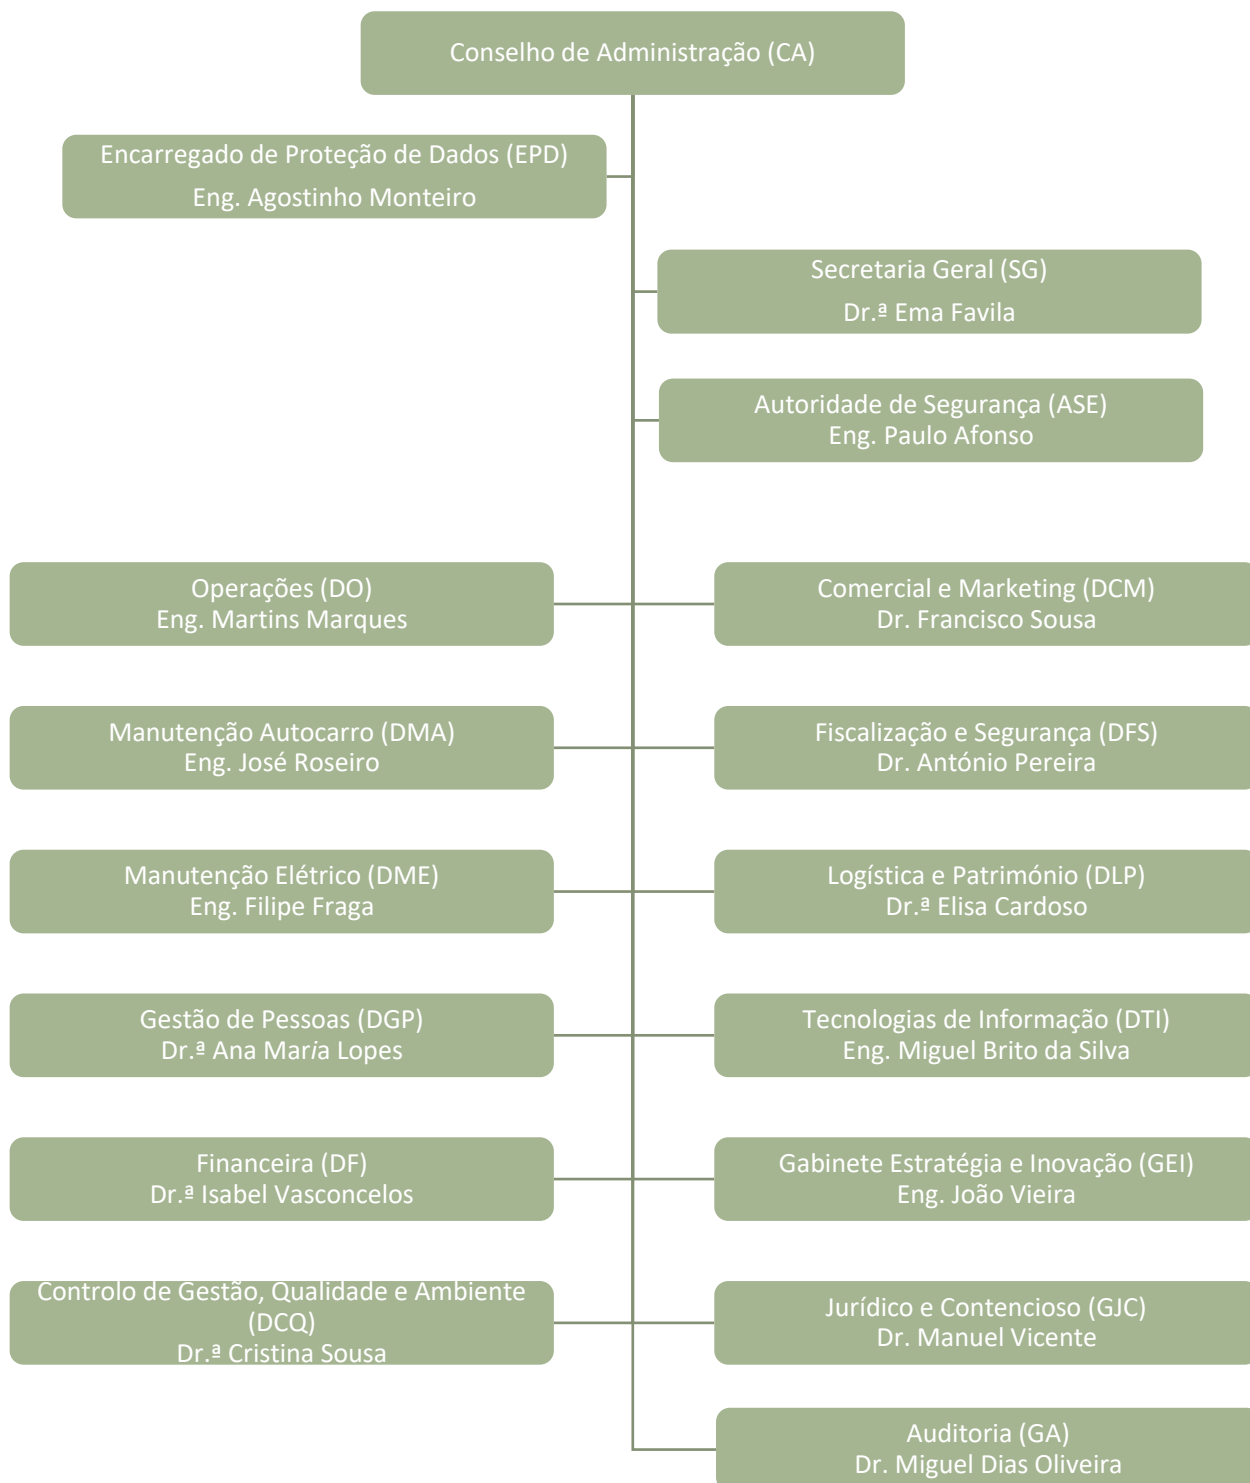 Conselho de Administração (CA)
Encarregado de Proteção de Dados (EPD)
Eng. Agostinho Monteiro
Secretaria Geral (SG)
Dr.ª Ema Favila
Autoridade de Segurança (ASE)
Eng. Paulo Afonso
Operações (DO)
Eng. Martins Marques
Comercial e Marketing (DCM)
Dr. Francisco Sousa
Manutenção Autocarro (DMA)
Eng. José Roseiro
Fiscalização e Segurança (DFS)
Dr. António Pereira
Manutenção Elétrico (DME)
Eng. Filipe Fraga
Logística e Património (DLP)
Dr.ª Elisa Cardoso
Gestão de Pessoas (DGP)
Dr.ª Ana Maria Lopes
Tecnologias de Informação (DTI)
Eng. Miguel Brito da Silva
Financeira (DF)
Dr.ª Isabel Vasconcelos
Gabinete Estratégia e Inovação (GEI)
Eng. João Vieira
Controlo de Gestão, Qualidade e Ambiente
(DCQ)
Dr.ª Cristina Sousa
Jurídico e Contencioso (GJC)
Dr. Manuel Vicente
Auditoria (GA)
Dr. Miguel Dias Oliveira